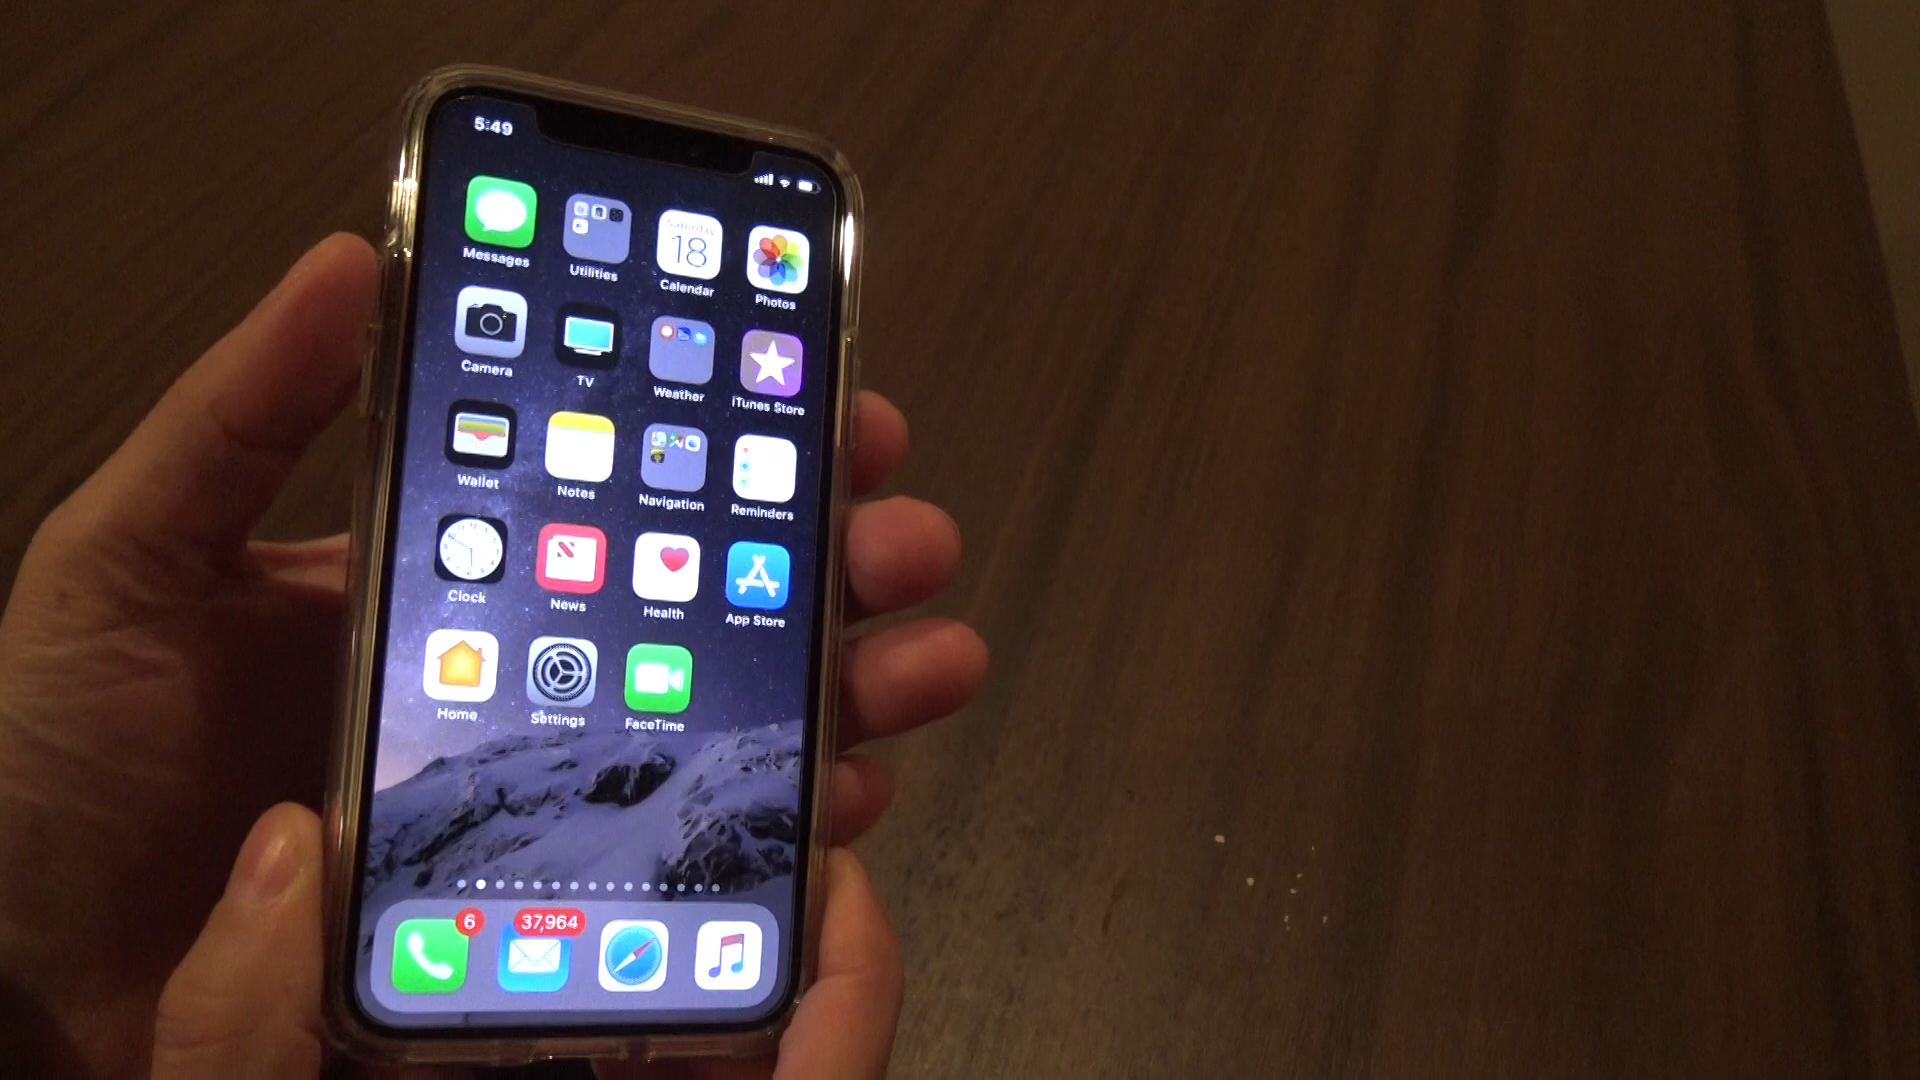 5:49
Messages
Utilities
Saturday
18
Calendar
Photos
Camera
TV
Weather
iTunes Store
Wallet
Notes
Navigation
Reminders
Clock
News
Health
App Store
Home
Settings
FaceTime
6
37,964